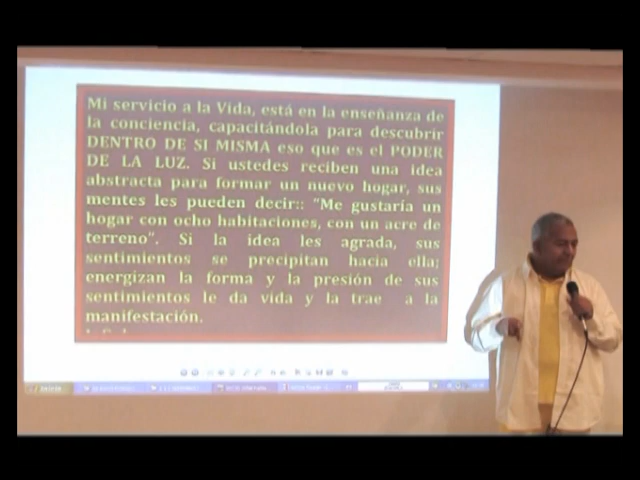 Mi servicio a la Vida, está en la enseñanza de
la conciencia, capacitándola para descubrir
DENTRO DE SI MISMA eso que es el PODER
DE LA LUZ. Si ustedes reciben una idea
abstracta para formar un nuevo hogar, sus
mentes les pueden decir:: "Me gustaría un
hogar con ocho habitaciones, con un acre de
terreno". Si la idea les agrada, sus
sentimientos se precipitan hacia ella;
energizan la forma y la presión de sus
sentimientos le da vida y la trae a la
manifestación.